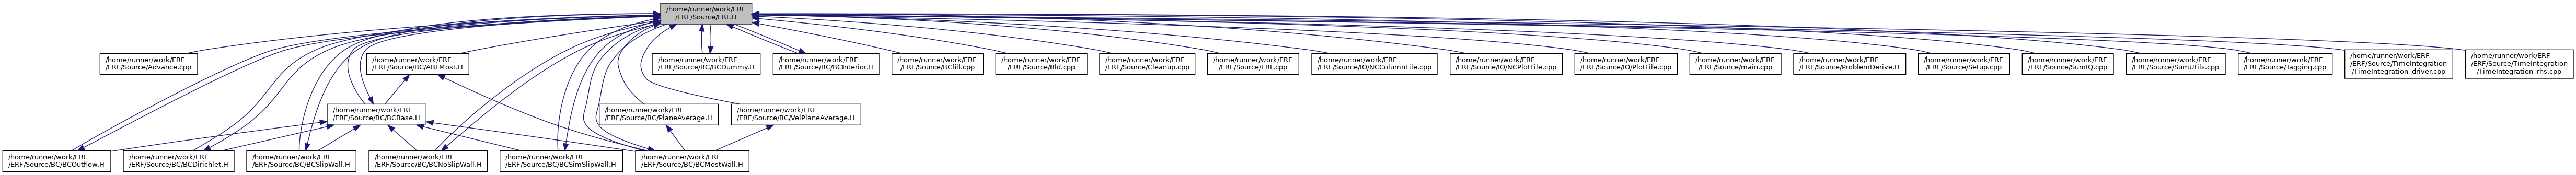 /home/runner/work/ERF
/ERF/Source/ERF.H
/home/runner/work/ERF
/ERF/Source/Advance.cpp
/home/runner/work/ERF
/ERF/Source/BC/ABLMost.H
/home/runner/work/ERF
/ERF/Source/BC/BCDummy.H
/home/runner/work/ERF
/ERF/Source/BC/BCInterior.H
/home/runner/work/ERF
/ERF/Source/BCfill.cpp
/home/runner/work/ERF
/ERF/Source/Bld.cpp
/home/runner/work/ERF
/ERF/Source/Cleanup.cpp
/home/runner/work/ERF
/ERF/Source/ERF.cpp
/home/runner/work/ERF
/ERF/Source/IO/NCColumnFile.cpp
/home/runner/work/ERF
/ERF/Source/IO/NCPlotFile.cpp
/home/runner/work/ERF
/ERF/Source/IO/PlotFile.cpp
/home/runner/work/ERF
/ERF/Source/main.cpp
/home/runner/work/ERF
/ERF/Source/ProblemDerive.H
/home/runner/work/ERF
/ERF/Source/Setup.cpp
/home/runner/work/ERF
/ERF/Source/SumIQ.cpp
/home/runner/work/ERF
/ERF/Source/SumUtils.cpp
/home/runner/work/ERF
/ERF/Source/Tagging.cpp
/home/runner/work/ERF
/ERF/Source/TimeIntegration
/TimeIntegration_driver.cpp
/home/runner/work/ERF
/ERF/Source/TimeIntegration
/TimeIntegration_rhs.cpp
/home/runner/work/ERF
/ERF/Source/BC/BCBase.H
/home/runner/work/ERF
/ERF/Source/BC/PlaneAverage.H
/home/runner/work/ERF
/ERF/Source/BC/VelPlaneAverage.H
/home/runner/work/ERF
/ERF/Source/BC/BCOutflow.H
/home/runner/work/ERF
/ERF/Source/BC/BCDirichlet.H
/home/runner/work/ERF
/ERF/Source/BC/BCSlipWall.H
/home/runner/work/ERF
/ERF/Source/BC/BCNoSlipWall.H
/home/runner/work/ERF
/ERF/Source/BC/BCSimSlipWall.H
/home/runner/work/ERF
/ERF/Source/BC/BCMostWall.H